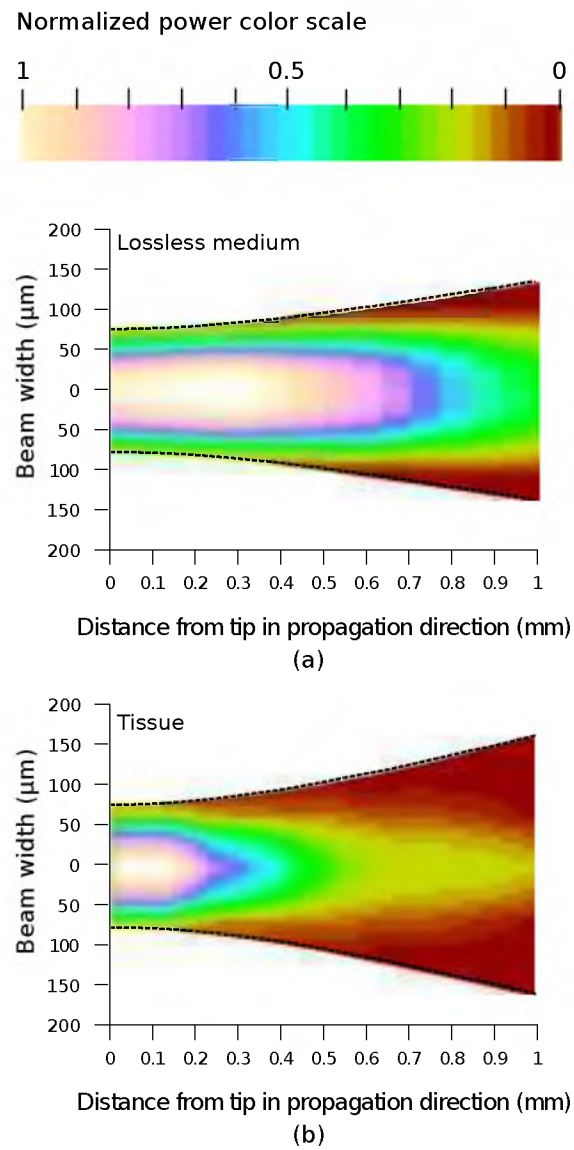 Normalized power color scale
1 0.5 0
200
Lossless medium
150
100
50
0
50
100
150
200
Beam width (μm)
0 0.1 0.2 0.3 0.4 0.5 0.6 0.7 0.8 0.9 1
Distance from tip in propagation direction (mm)
(a)
200
Tissue
150
100
50
0
50
100
150
200
Beam width (μm)
0 0.1 0.2 0.3 0.4 0.5 0.6 0.7 0.8 0.9 1
Distance from tip in propagation direction (mm)
(b)